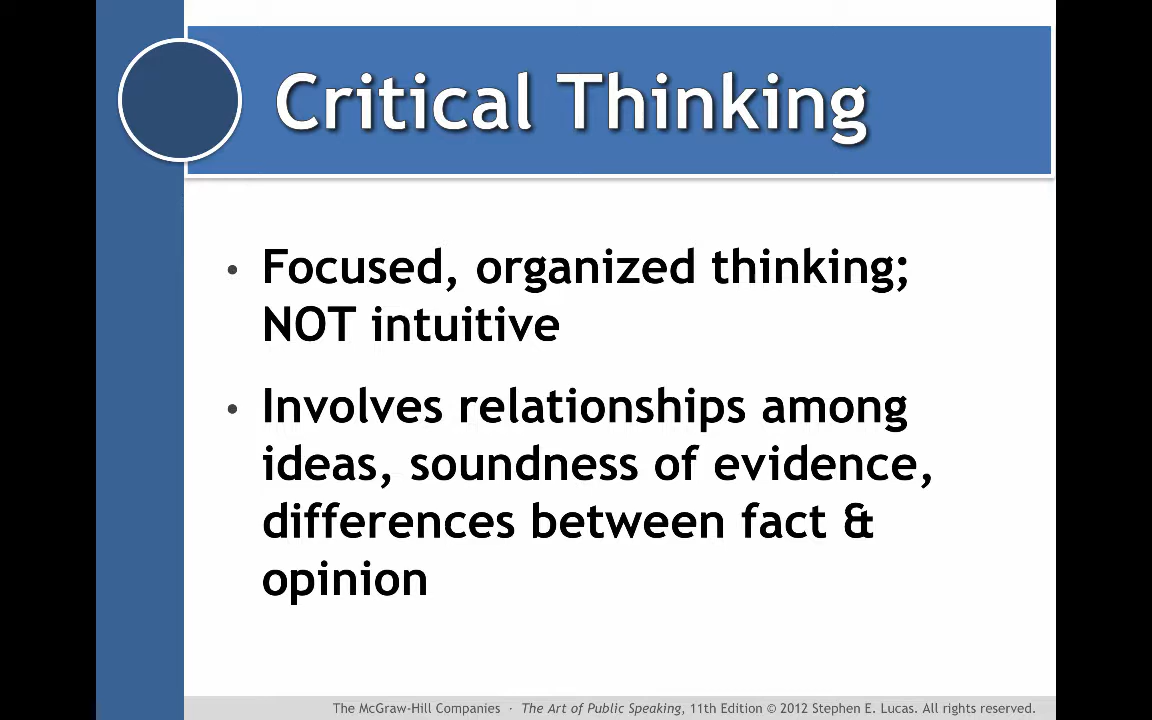 Critical Thinking
• Focused, organized thinking;
NOT intuitive
• Involves relationships among
ideas, soundness of evidence,
differences between fact &
opinion
The McGraw-Hill Companies · The Art of Public Speaking, 11th Edition © 2012 Stephen E. Lucas. All rights reserved.